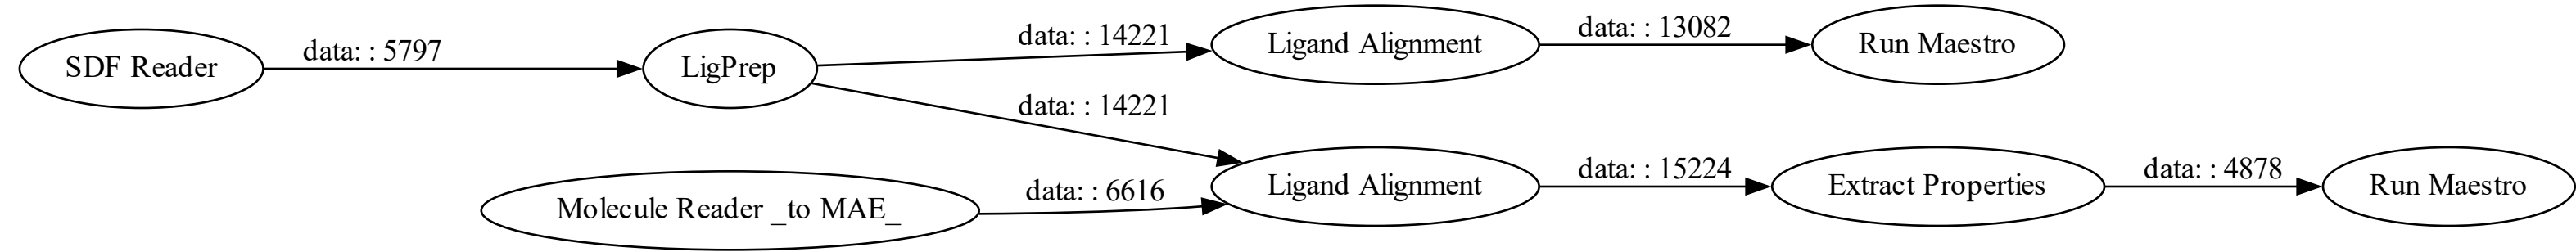 SDF Reader
data: : 5797
LigPrep
data: : 14221
Ligand Alignment
data: : 13082
Run Maestro
data: : 14221
Molecule Reader _to MAE_
data: : 6616
Ligand Alignment
data: : 15224
Extract Properties
data: : 4878
Run Maestro